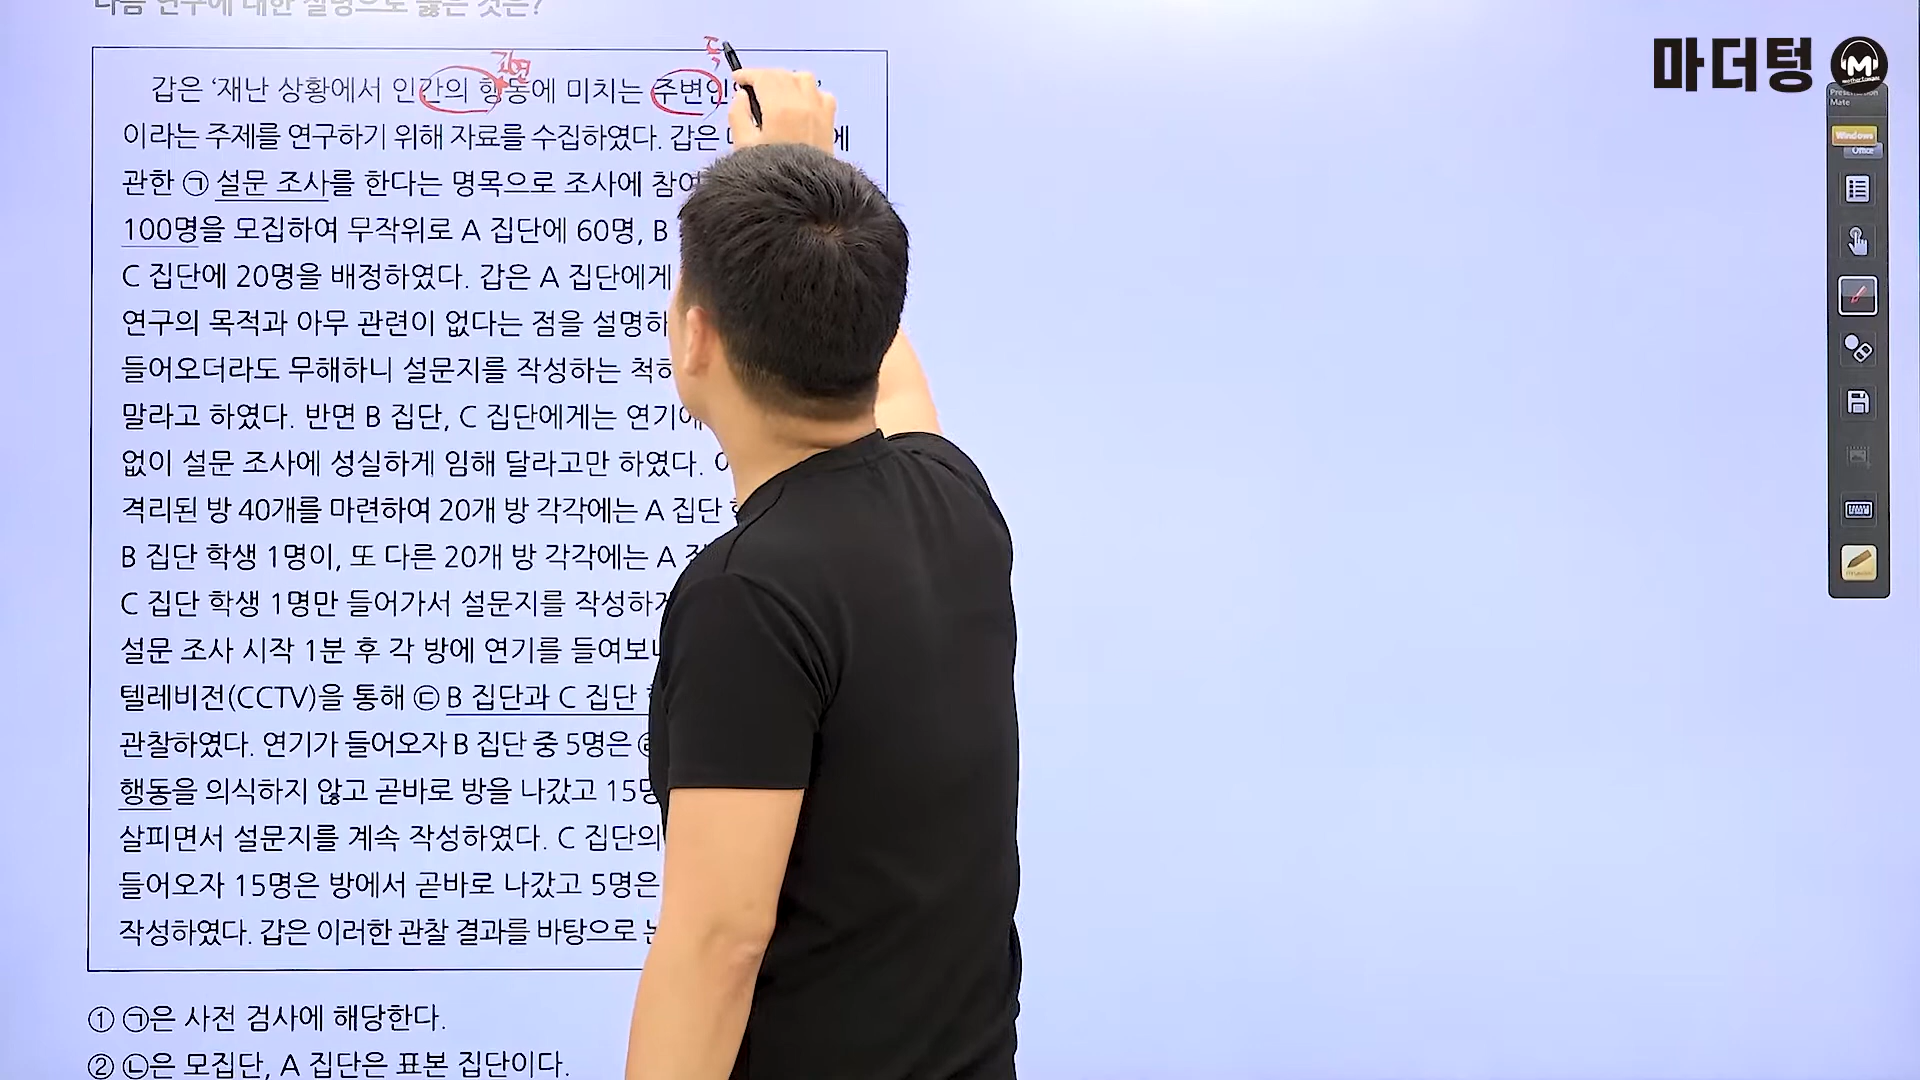 다음 연구에 대한 설명으로 옳은 것은?
마더텅
M
Presentation
Mate
Windows
Office
종
독
갑은 ‘재난 상황에서 인간의 행동에 미치는 주변인의
이라는 주제를 연구하기 위해 자료를 수집하였다. 갑은 에
관한 ㉠ 설문 조사를 한다는 명목으로 조사에
100명을 모집하여 무작위로 A 집단에 60명, B
C 집단에 20명을 배정하였다. 갑은 A 집단에게
연구의 목적과 아무 관련이 없다는 점을
들어오더라도 무해하니 설문지를 작성하는
말라고 하였다. 반면 B 집단, C 집단에게는
없이 설문 조사에 성실하게 임해 달라고만 하였다.
격리된 방 40개를 마련하여 20개 방 각각에는 A 집단
B 집단 학생 1명이, 또 다른 20개 방 각각에는 A
C 집단 학생 1명만 들어가서 설문지를
설문 조사 시작 1분 후 각 방에 연기를
텔레비전(CCTV)을 통해 ㉢ B 집단과 C 집단
관찰하였다. 연기가 들어오자 B 집단 중 5명은 ㉣
행동을 의식하지 않고 곧바로 방을 나갔고
살피면서 설문지를 계속 작성하였다. C 집단의
들어오자 15명은 방에서 곧바로 나갔고 5명은
작성하였다. 갑은 이러한 관찰 결과를 바탕으로
① ㉠은 사전 검사에 해당한다.
② ㉡은 모집단, A 집단은 표본 집단이다.